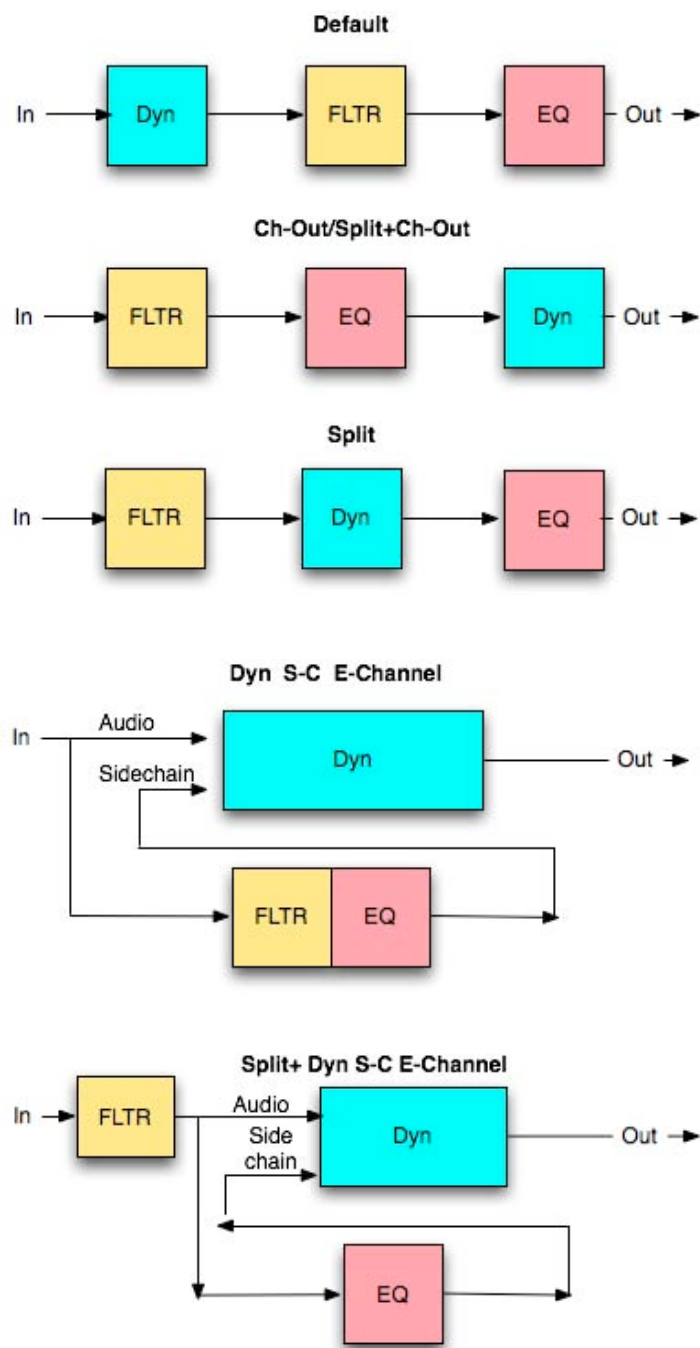 Default
In Dyn FLTR EQ Out
Ch-Out/Split+Ch-Out
In FLTR EQ Dyn Out
Split
In FLTR Dyn EQ Out
Dyn S-C E-Channel
In Audio Dyn Out
Sidechain
FLTR EQ
Split+ Dyn S-C E-Channel
In FLTR Audio Dyn Out
Side
chain
EQ